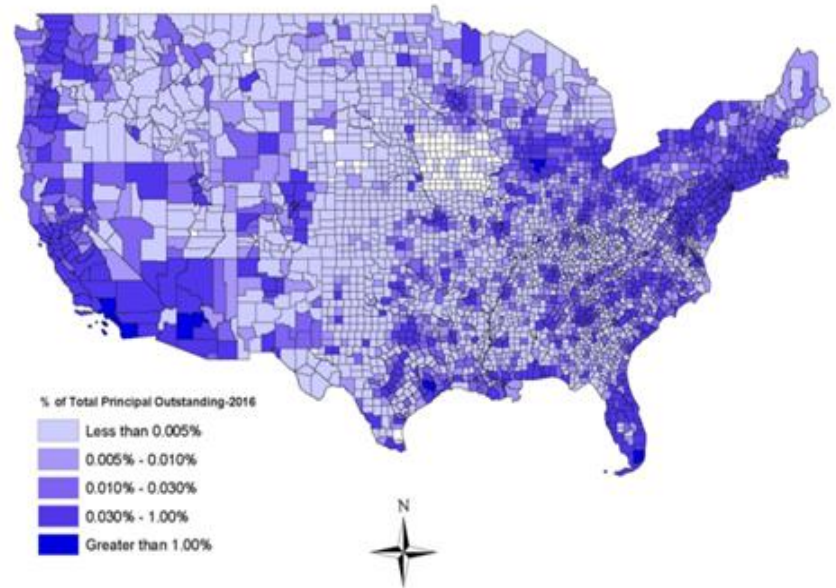 % of Total Principal Outstanding-2016
Less than 0.005%
0.005% - 0.010%
0.010% - 0.030%
0.030% - 1.00%
Greater than 1.00%
N